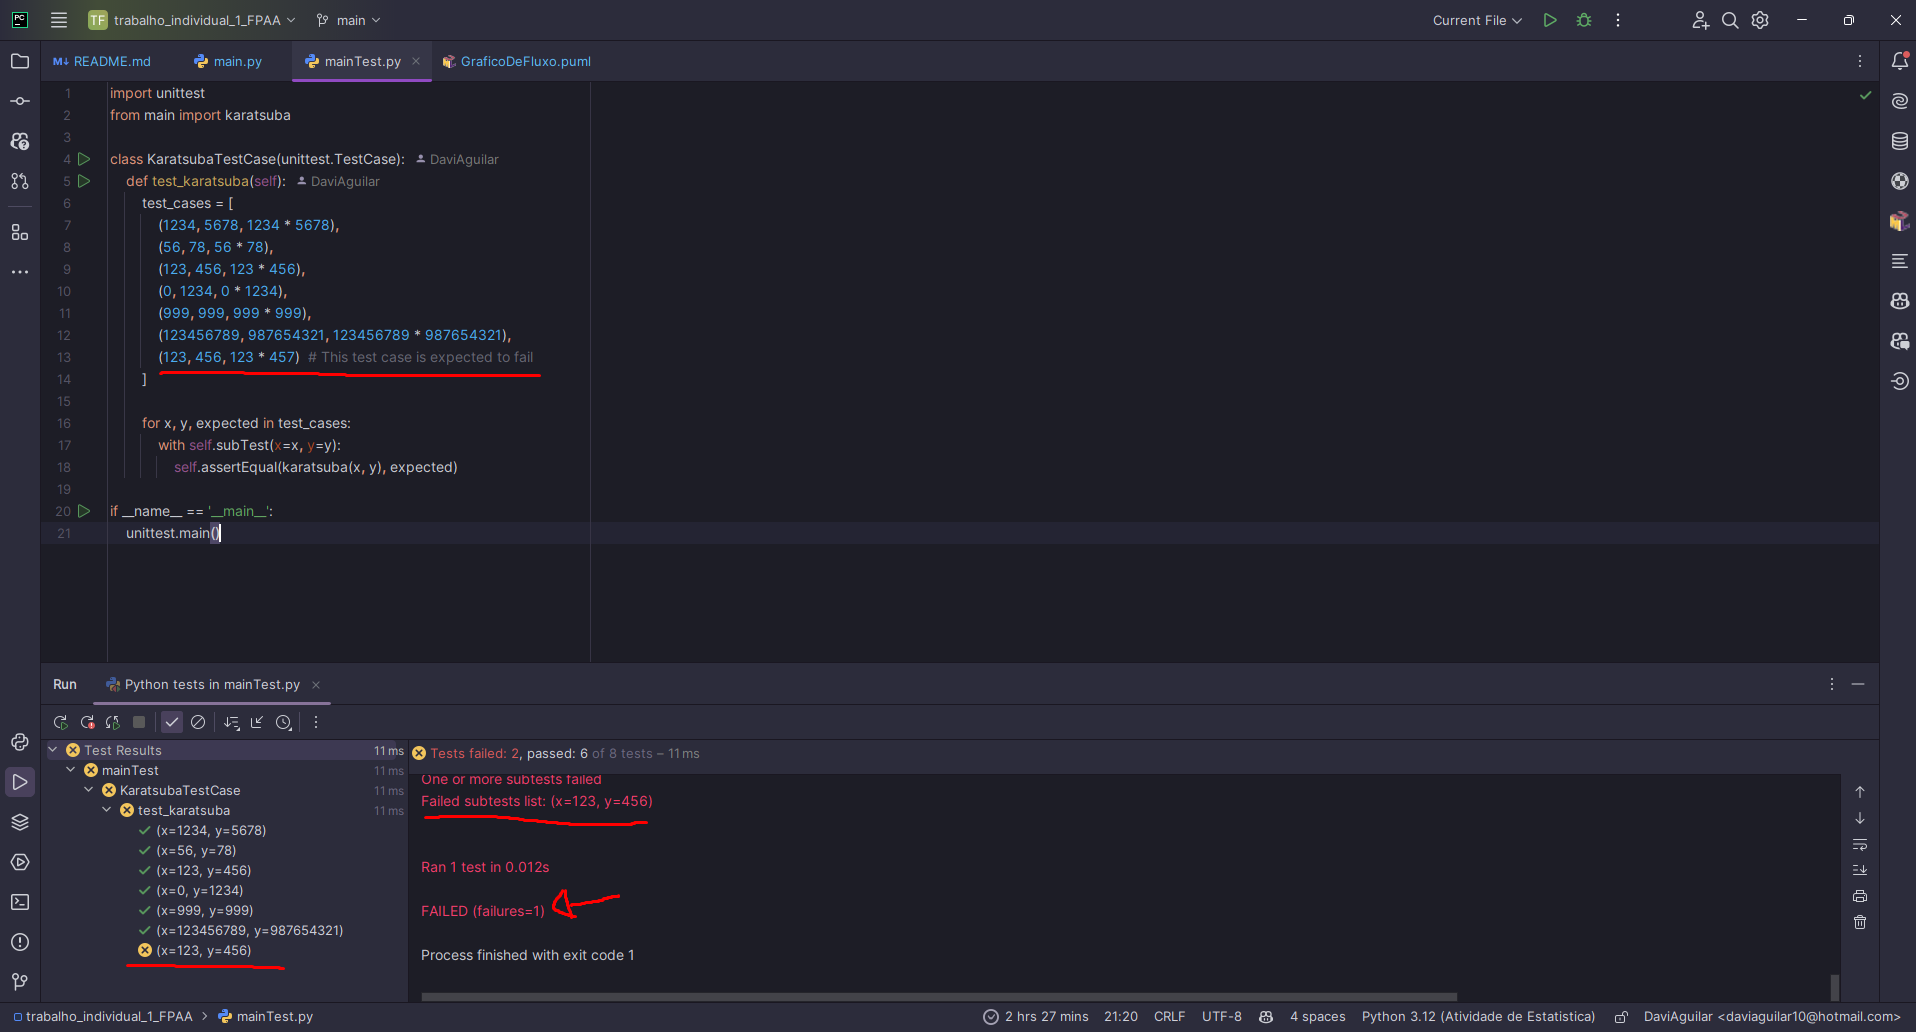 PC
TF trabalho_individual_1_FPAA main Current File
M↓ README.md main.py mainTest.py GraficoDeFluxo.puml
1 import unittest
2 from main import karatsuba
3
4 class KaratsubaTestCase(unittest.TestCase): DaviAguilar
5 def test_karatsuba(self): DaviAguilar
6 test_cases = [
7 (1234, 5678, 1234 * 5678),
8 (56, 78, 56 * 78),
9 (123, 456, 123 * 456),
10 (0, 1234, 0 * 1234),
11 (999, 999, 999 * 999),
12 (123456789, 987654321, 123456789 * 987654321),
13 (123, 456, 123 * 457) # This test case is expected to fail
14 ]
15
16 for x, y, expected in test_cases:
17 with self.subTest(x=x, y=y):
18 self.assertEqual(karatsuba(x, y), expected)
19
20 if __name__ == '__main__':
21 unittest.main()
Run Python tests in mainTest.py
Test Results 11 ms
mainTest 11 ms
KaratsubaTestCase 11 ms
test_karatsuba 11 ms
(x=1234, y=5678)
(x=56, y=78)
(x=123, y=456)
(x=0, y=1234)
(x=999, y=999)
(x=123456789, y=987654321)
(x=123, y=456)
Tests failed: 2, passed: 6 of 8 tests – 11 ms
One or more subtests failed
Failed subtests list: (x=123, y=456)
Ran 1 test in 0.012s
FAILED (failures=1)
Process finished with exit code 1
trabalho_individual_1_FPAA > mainTest.py 2 hrs 27 mins 21:20 CRLF UTF-8 4 spaces Python 3.12 (Atividade de Estatistica) DaviAguilar <daviaguilar10@hotmail.com>